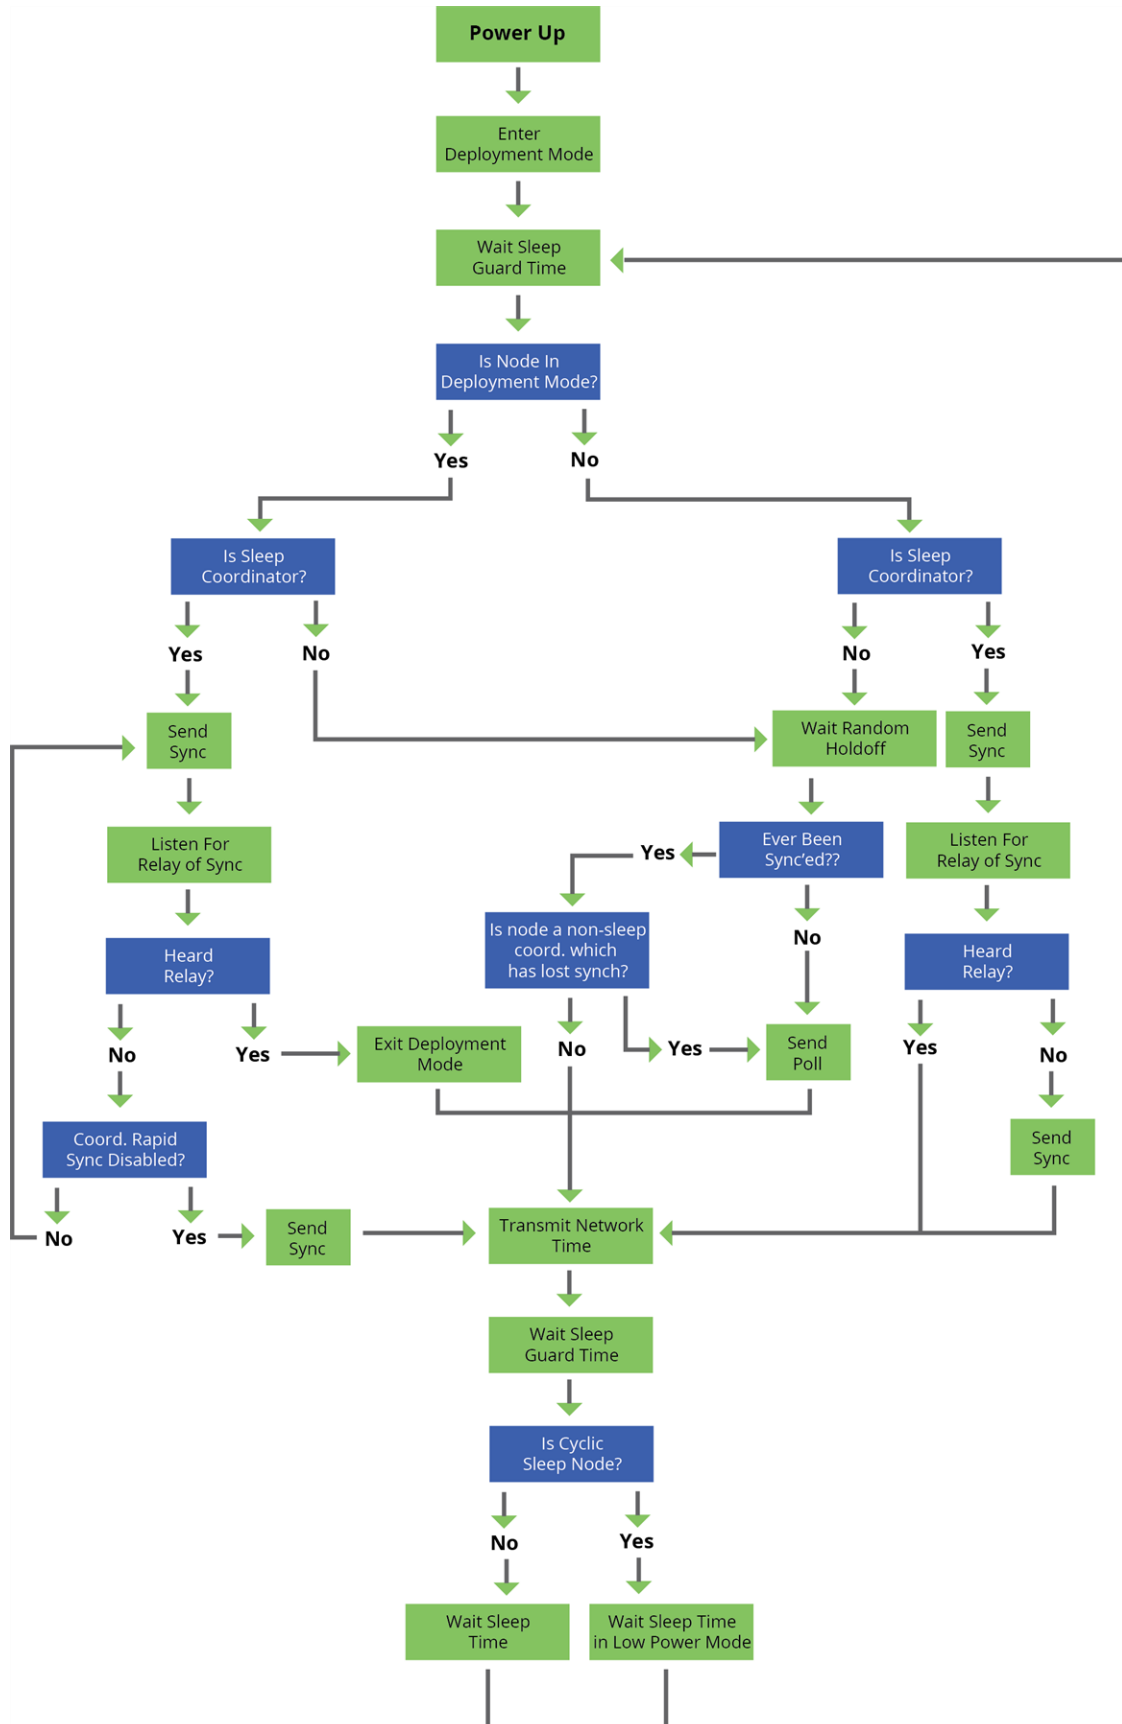 Power Up
Enter
Deployment Mode
Wait Sleep
Guard Time
Is Node In
Deployment Mode?
Yes
No
Is Sleep
Coordinator?
Is Sleep
Coordinator?
Yes
No
No
Yes
Send
Sync
Wait Random
Holdoff
Send
Sync
Listen For
Relay of Sync
Yes
Ever Been
Sync'ed??
Listen For
Relay of Sync
Heard
Relay?
Is node a non-sleep
coord. which
has lost synch?
No
Heard
Relay?
No
Yes
Exit Deployment
Mode
No
Yes
Send
Poll
Yes
No
Coord. Rapid
Sync Disabled?
Send
Sync
No
Yes
Send
Sync
Transmit Network
Time
Wait Sleep
Guard Time
Is Cyclic
Sleep Node?
No
Yes
Wait Sleep
Time
Wait Sleep Time
in Low Power Mode